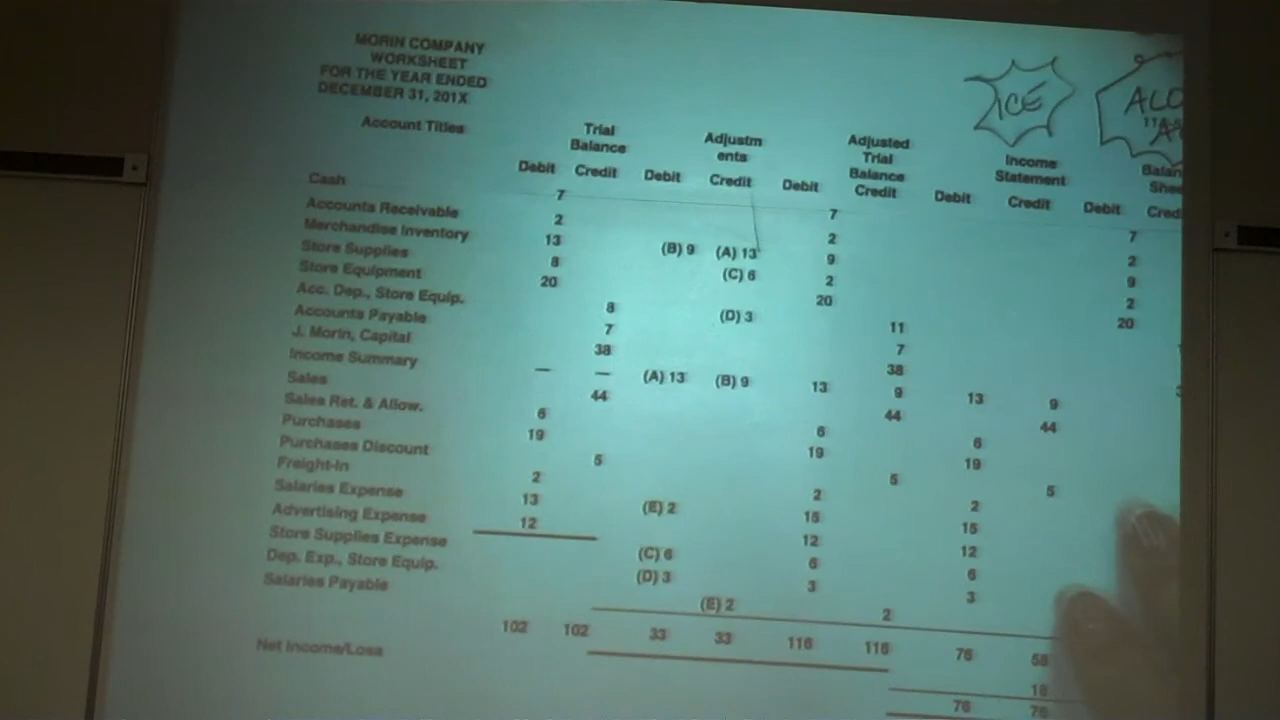 MORIN COMPANY
WORKSHEET
FOR THE YEAR ENDED
DECEMBER 31, 201X
ICE
Account Titles Trial Balance Adjustm ents Adjusted Trial Balance Income Statement
Debit Credit Debit Credit Debit Credit Debit Credit Debit
Cash 7 7 7
Accounts Receivable 2 2 2
Merchandise Inventory 13 (B) 9 (A) 13 9 9
Store Supplies 8 (C) 6 2 2
Store Equipment 20 20 20
Acc. Dep., Store Equip. 8 (D) 3 11
Accounts Payable 7 7
J. Morin, Capital 38 38
Income Summary — — (A) 13 (B) 9 13 9 13 9
Sales 44 44 44
Sales Ret. & Allow. 6 6 6
Purchases 19 19 19
Purchases Discount 5 5 5
Freight-In 2 2 2
Salaries Expense 13 (E) 2 15 15
Advertising Expense 12 12 12
Store Supplies Expense (C) 6 6 6
Dep. Exp., Store Equip. (D) 3 3 3
Salaries Payable (E) 2 2
102 102 33 33 116 116 76 58
Net Income/Loss 18
76 76